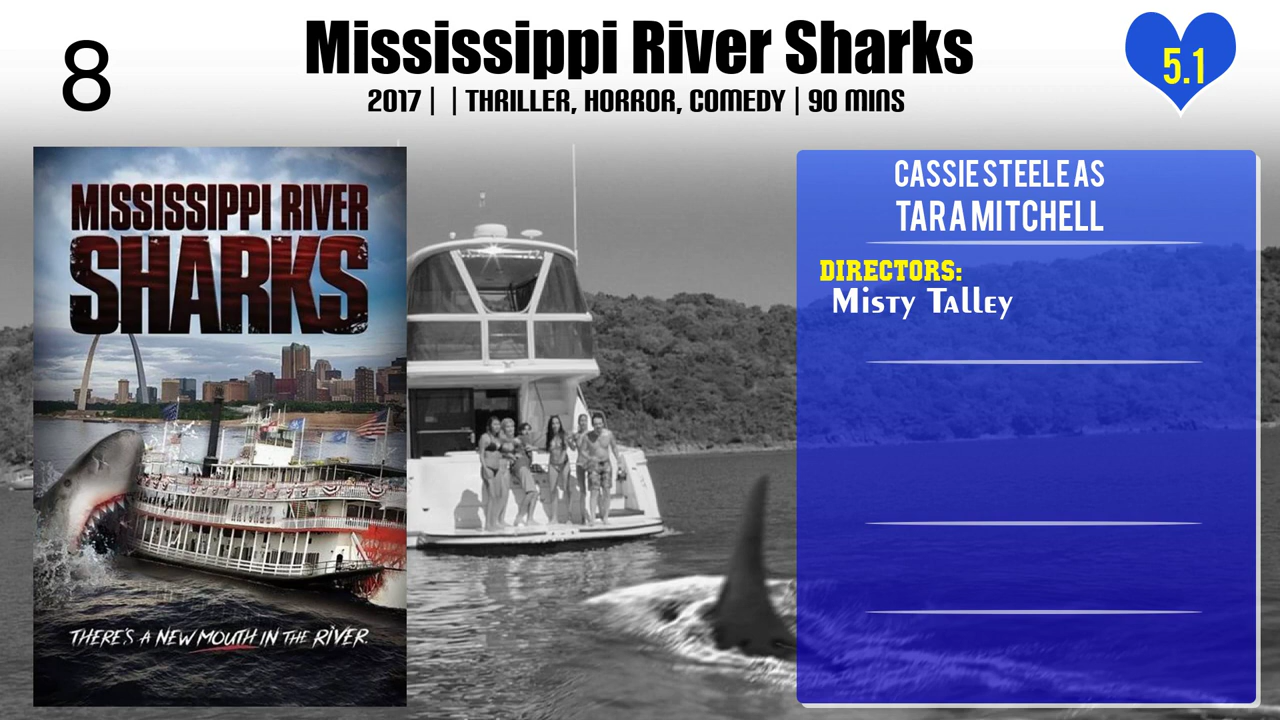 8
Mississippi River Sharks
2017 | | THRILLER, HORROR, COMEDY | 90 MINS
5.1
MISSISSIPPI RIVER
SHARKS
NATCHEZ
THERE'S A NEW MOUTH IN THE RIVER.
CASSIE STEELE AS
TARA MITCHELL
DIRECTORS:
Misty Talley